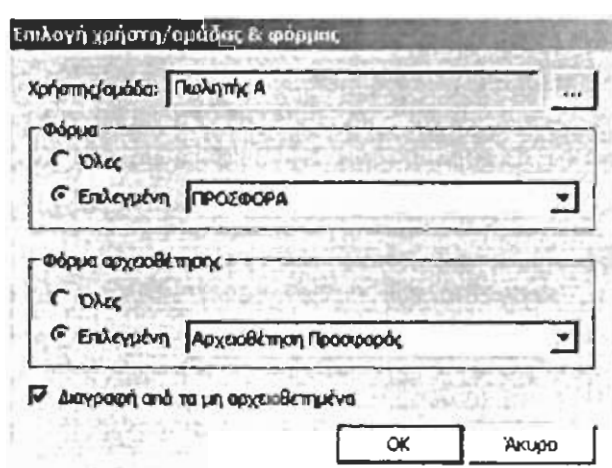 Επιλογή χρήστη/ομάδας & φόρμας
Χρήστης/ομάδα: Πωλητής Α ...
Φόρμα
Όλες
Επιλεγμένη ΠΡΟΣΦΟΡΑ
Φόρμα αρχειοθέτησης
Όλες
Επιλεγμένη Αρχειοθέτηση Προσφοράς
Διαγραφή από τα μη αρχειοθετημένα
OK Άκυρο